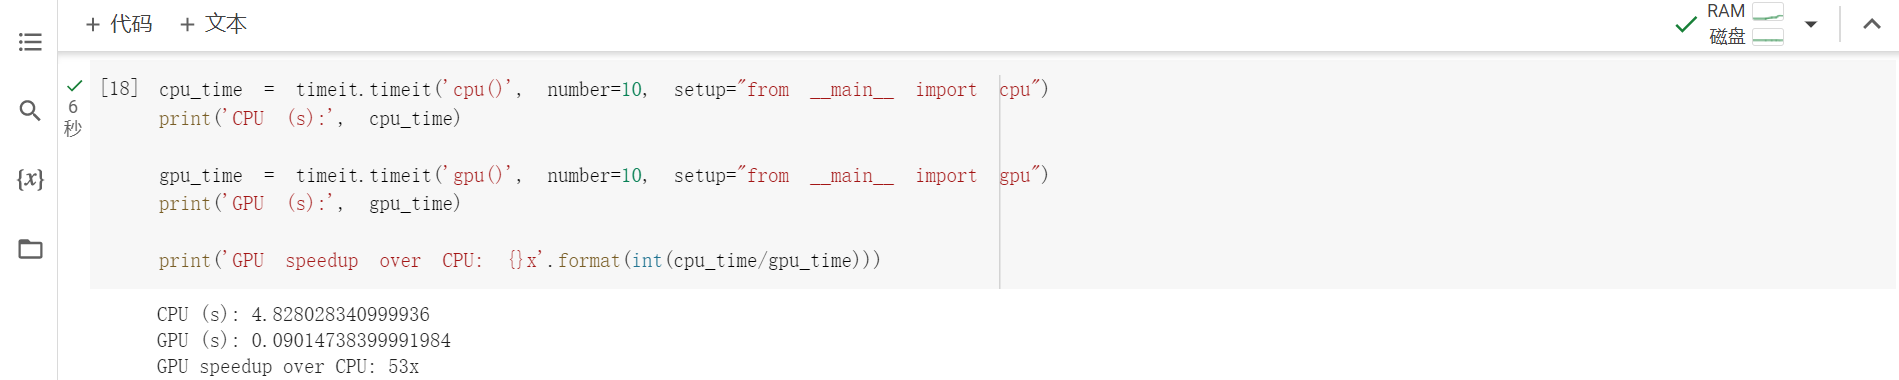 + 代码 + 文本
RAM
磁盘
{x}
6
秒
[18] cpu_time = timeit.timeit('cpu()', number=10, setup="from __main__ import cpu")
print('CPU (s):', cpu_time)
gpu_time = timeit.timeit('gpu()', number=10, setup="from __main__ import gpu")
print('GPU (s):', gpu_time)
print('GPU speedup over CPU: {}x'.format(int(cpu_time/gpu_time)))
CPU (s): 4.828028340999936
GPU (s): 0.09014738399991984
GPU speedup over CPU: 53x